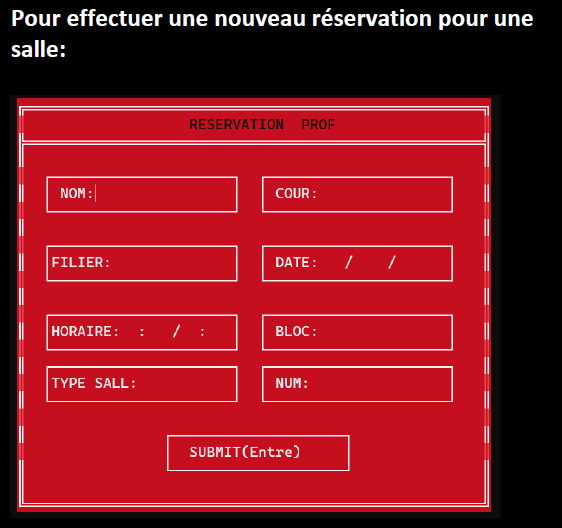 Pour effectuer une nouveau réservation pour une
salle:
RESERVATION PROF
NOM:
COUR:
FILIER:
DATE: / /
HORAIRE: : / :
BLOC:
TYPE SALL:
NUM:
SUBMIT(Entre)